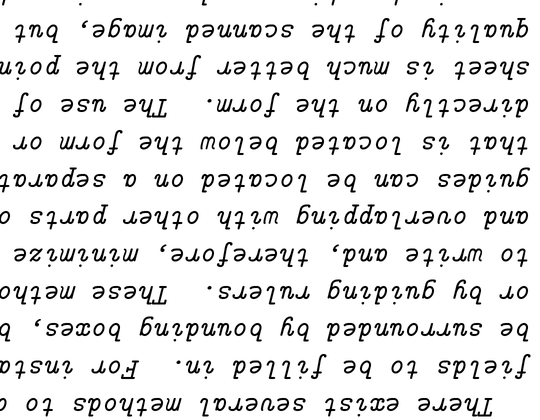 There exist several methods to
fields to be filled in. For insta
be surrounded by bounding boxes, b
or by guiding rulers. These metho
to write and, therefore, minimize
and overlapping with other parts o
guides can be located on a separat
that is located below the form or
directly on the form. The use of
sheet is much better from the poin
quality of the scanned image, but